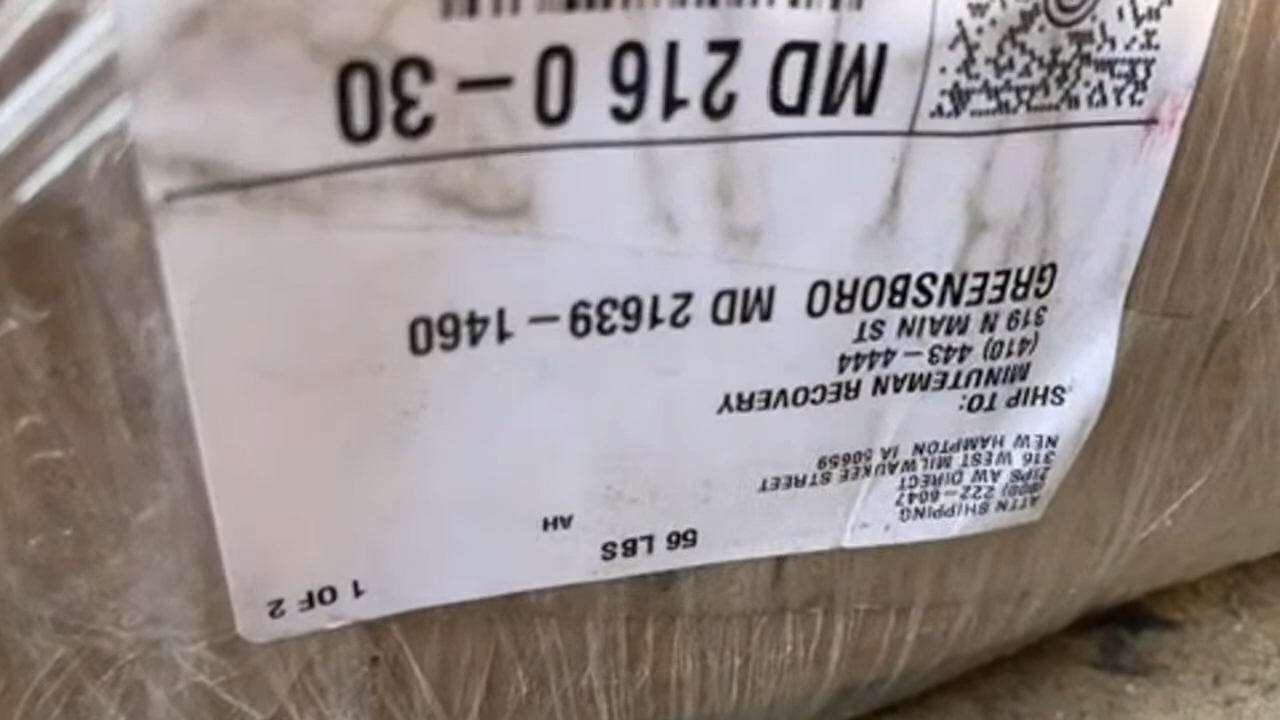 1 OF 2
56 LBS
AH
ATTN SHIPPING
(800) 222-6047
ZIPS AW DIRECT
316 WEST MILWAUKEE STREET
NEW HAMPTON IA 50659
SHIP TO:
MINUTEMAN RECOVERY
(410) 443-4444
319 N MAIN ST
GREENSBORO MD 21639-1460
MD 216 0-30